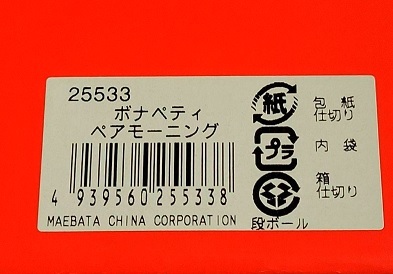 25533
ボナペティ
ペアモーニング
4 939560 255338
MAEBATA CHINA CORPORATION
紙 包紙
仕切り
プラ 内袋
箱
仕切り
段ボール